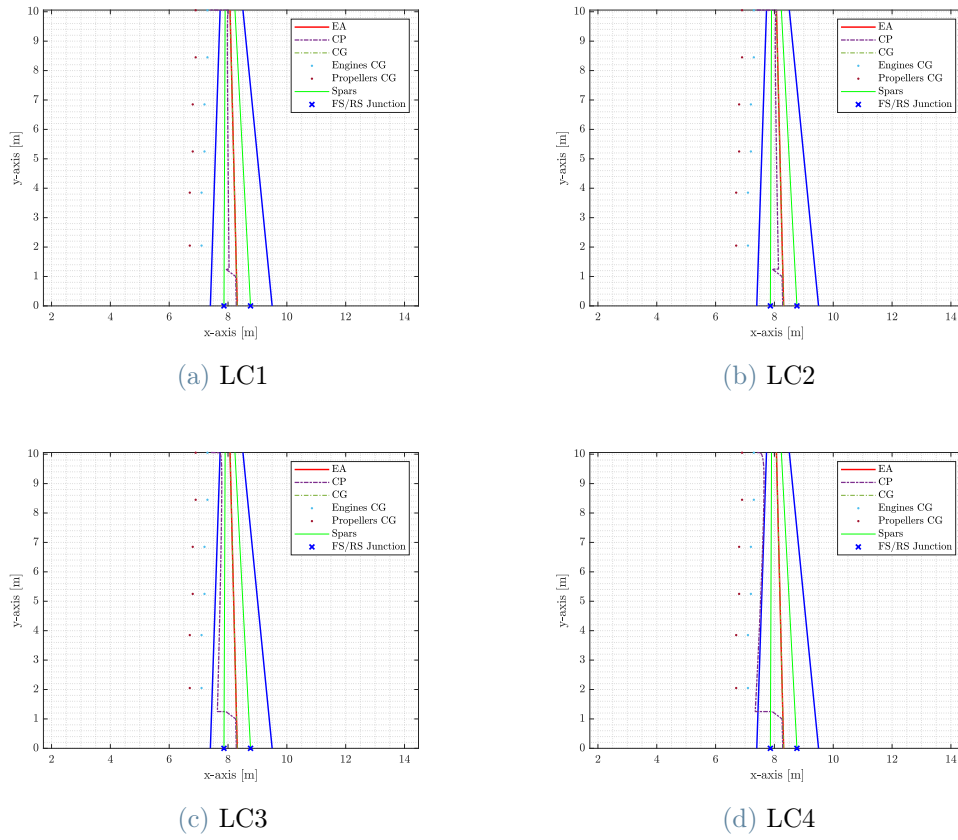 10
9
8
7
6
5
4
3
2
1
0
y-axis [m]
2 4 6 8 10 12 14
x-axis [m]
EA
CP
CG
Engines CG
Propellers CG
Spars
FS/RS Junction
(a) LC1
10
9
8
7
6
5
4
3
2
1
0
y-axis [m]
2 4 6 8 10 12 14
x-axis [m]
EA
CP
CG
Engines CG
Propellers CG
Spars
FS/RS Junction
(b) LC2
10
9
8
7
6
5
4
3
2
1
0
y-axis [m]
2 4 6 8 10 12 14
x-axis [m]
EA
CP
CG
Engines CG
Propellers CG
Spars
FS/RS Junction
(c) LC3
10
9
8
7
6
5
4
3
2
1
0
y-axis [m]
2 4 6 8 10 12 14
x-axis [m]
EA
CP
CG
Engines CG
Propellers CG
Spars
FS/RS Junction
(d) LC4